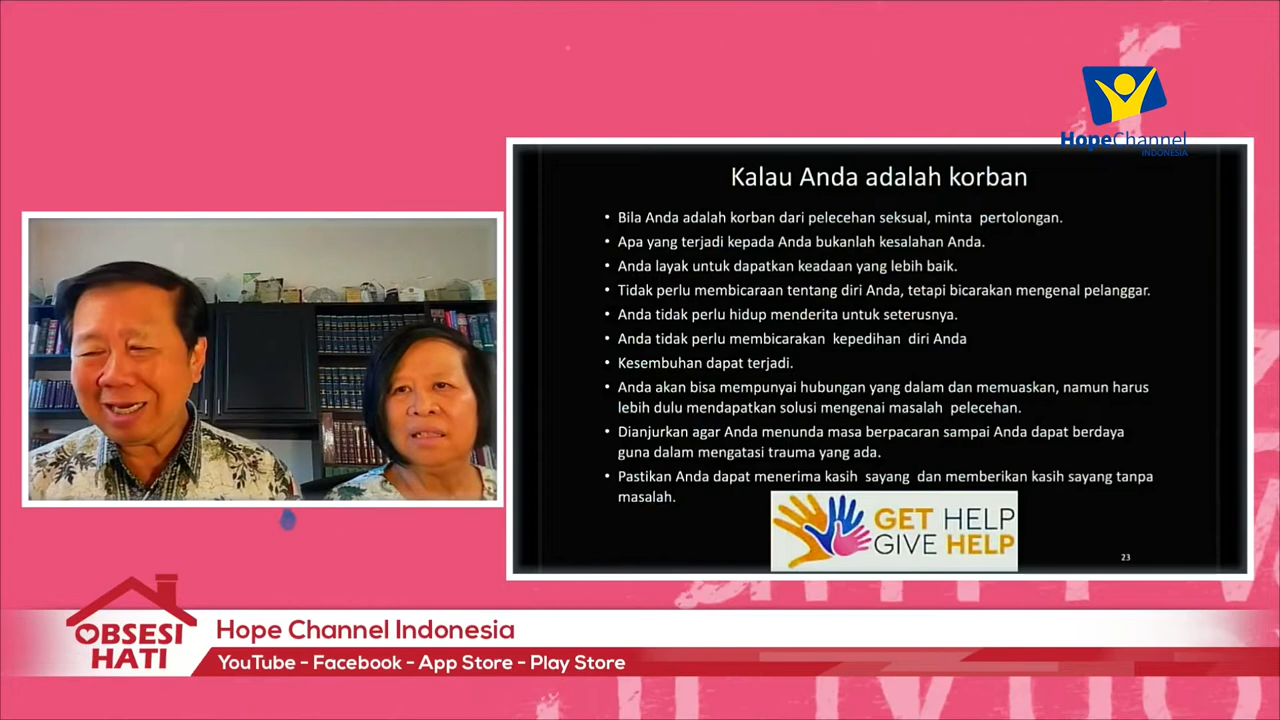 HopeChannel
INDONESIA
Kalau Anda adalah korban
• Bila Anda adalah korban dari pelecehan seksual, minta pertolongan.
• Apa yang terjadi kepada Anda bukanlah kesalahan Anda.
• Anda layak untuk dapatkan keadaan yang lebih baik.
• Tidak perlu membicaraan tentang diri Anda, tetapi bicarakan mengenal pelanggar.
• Anda tidak perlu hidup menderita untuk seterusnya.
• Anda tidak perlu membicarakan kepedihan diri Anda
• Kesembuhan dapat terjadi.
• Anda akan bisa mempunyai hubungan yang dalam dan memuaskan, namun harus
lebih dulu mendapatkan solusi mengenai masalah pelecehan.
• Dianjurkan agar Anda menunda masa berpacaran sampai Anda dapat berdaya
guna dalam mengatasi trauma yang ada.
• Pastikan Anda dapat menerima kasih sayang dan memberikan kasih sayang tanpa
masalah.
GET HELP
GIVE HELP
23
OBSESI
HATI
Hope Channel Indonesia
YouTube - Facebook - App Store - Play Store